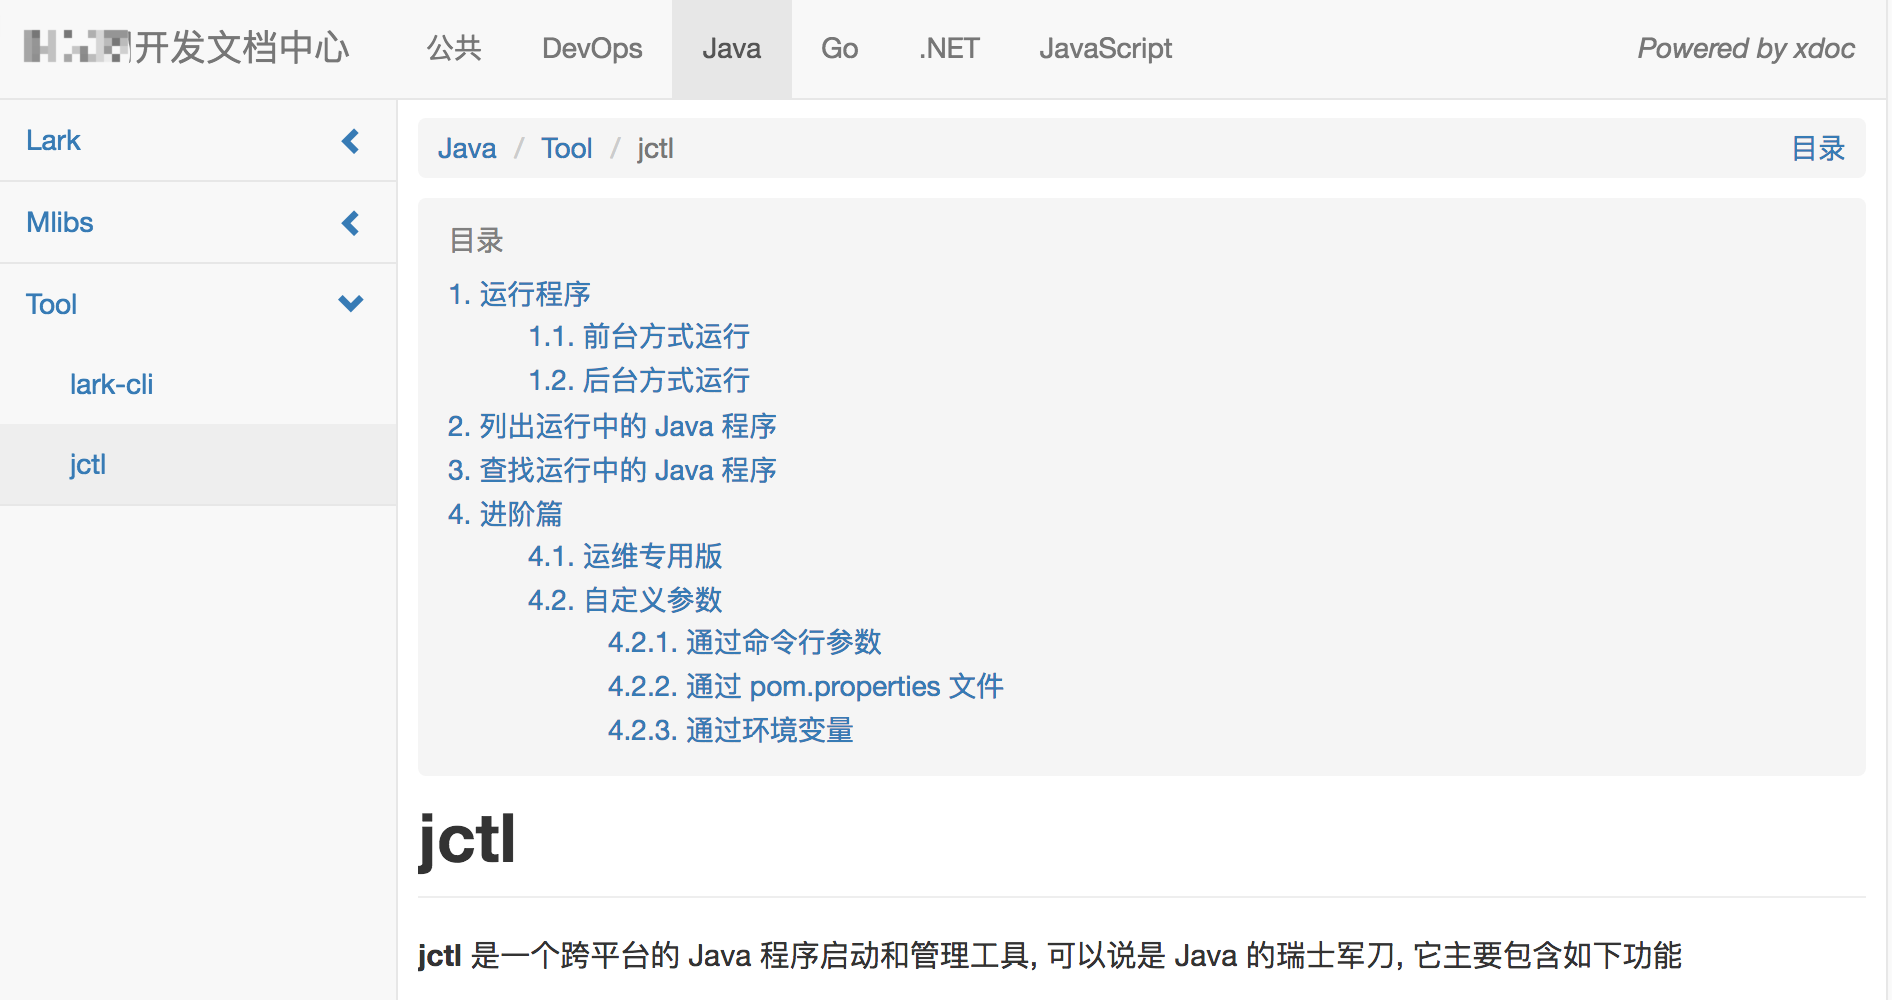 开发文档中心 公共 DevOps Java Go .NET JavaScript Powered by xdoc
Lark
Mlibs
Tool
lark-cli
jctl
Java / Tool / jctl 目录
目录
1. 运行程序
1.1. 前台方式运行
1.2. 后台方式运行
2. 列出运行中的 Java 程序
3. 查找运行中的 Java 程序
4. 进阶篇
4.1. 运维专用版
4.2. 自定义参数
4.2.1. 通过命令行参数
4.2.2. 通过 pom.properties 文件
4.2.3. 通过环境变量
jctl
jctl 是一个跨平台的 Java 程序启动和管理工具, 可以说是 Java 的瑞士军刀, 它主要包含如下功能